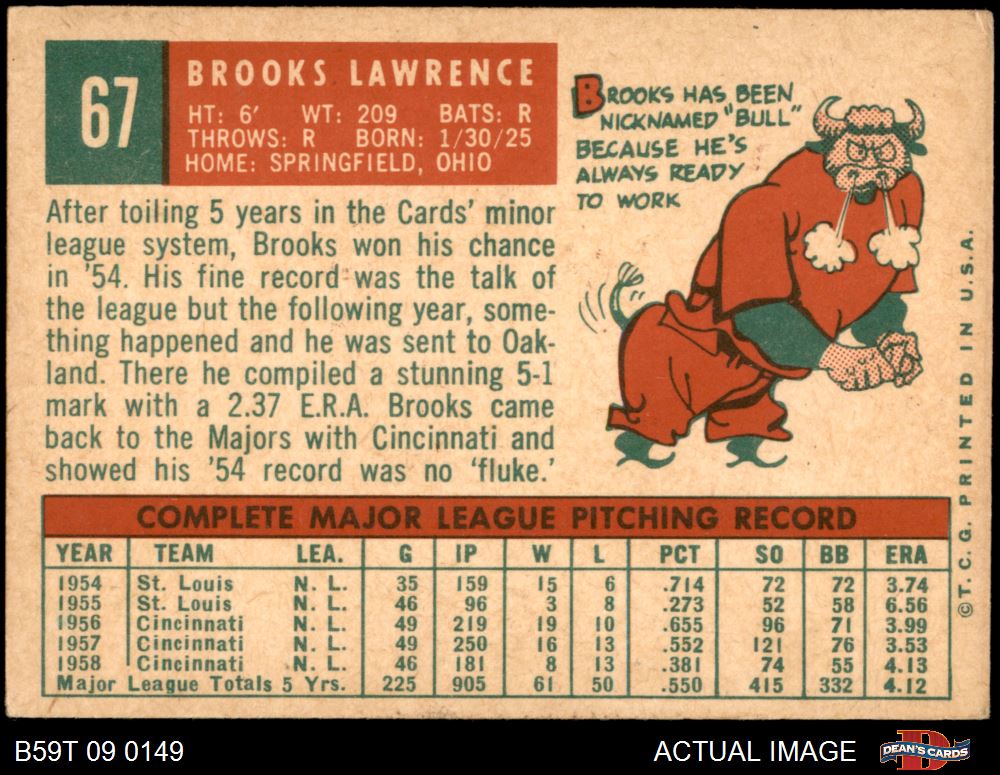 67
BROOKS LAWRENCE
HT: 6' WT: 209 BATS: R
THROWS: R BORN: 1/30/25
HOME: SPRINGFIELD, OHIO
BROOKS HAS BEEN
NICKNAMED "BULL"
BECAUSE HE'S
ALWAYS READY
TO WORK
After toiling 5 years in the Cards' minor
league system, Brooks won his chance
in '54. His fine record was the talk of
the league but the following year, some-
thing happened and he was sent to Oak-
land. There he compiled a stunning 5-1
mark with a 2.37 E.R.A. Brooks came
back to the Majors with Cincinnati and
showed his '54 record was no 'fluke.'
COMPLETE MAJOR LEAGUE PITCHING RECORD
YEAR TEAM LEA. G IP W L PCT SO BB ERA
1954 St. Louis N. L. 35 159 15 6 .714 72 72 3.74
1955 St. Louis N. L. 46 96 3 8 .273 52 58 6.56
1956 Cincinnati N. L. 49 219 19 10 .655 96 71 3.99
1957 Cincinnati N. L. 49 250 16 13 .552 121 76 3.53
1958 Cincinnati N. L. 46 181 8 13 .381 74 55 4.13
Major League Totals 5 Yrs. 225 905 61 50 .550 415 332 4.12
©T. C. G. PRINTED IN U.S.A.
B59T 09 0149
ACTUAL IMAGE
DEAN'S CARDS